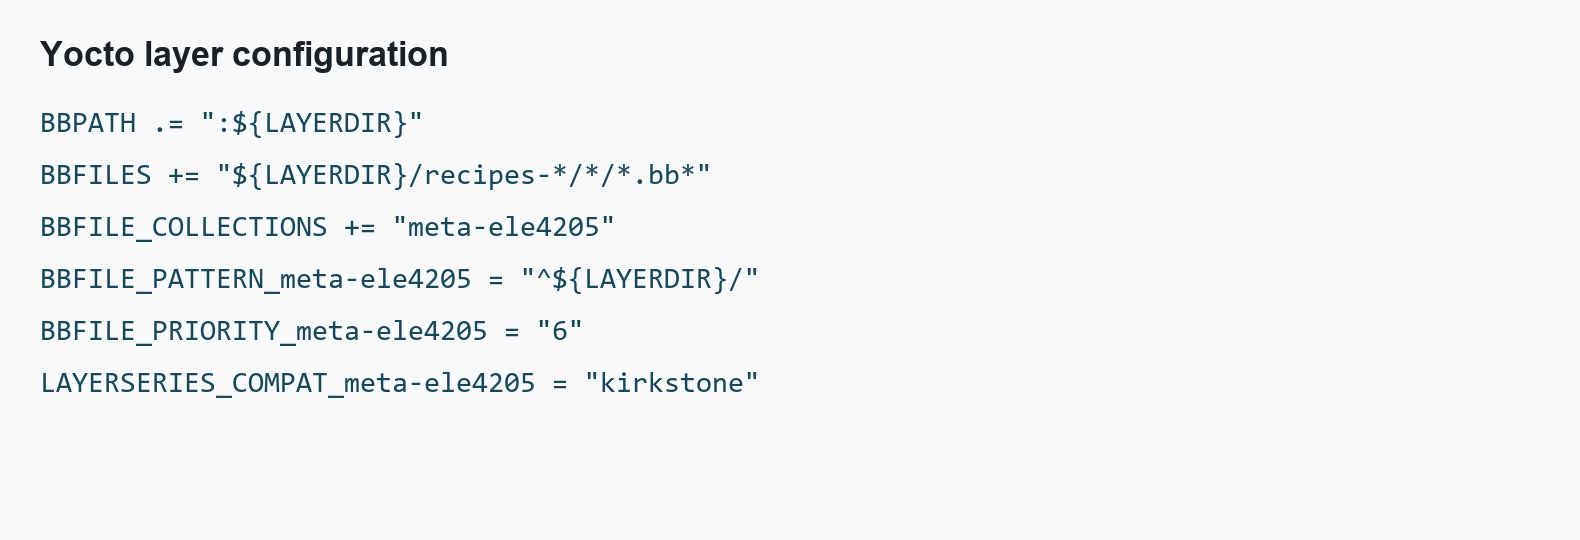 Yocto layer configuration
BBPATH .= ":${LAYERDIR}"
BBFILES += "${LAYERDIR}/recipes-*/*/*.bb*"
BBFILE_COLLECTIONS += "meta-ele4205"
BBFILE_PATTERN_meta-ele4205 = "^${LAYERDIR}/"
BBFILE_PRIORITY_meta-ele4205 = "6"
LAYERSERIES_COMPAT_meta-ele4205 = "kirkstone"